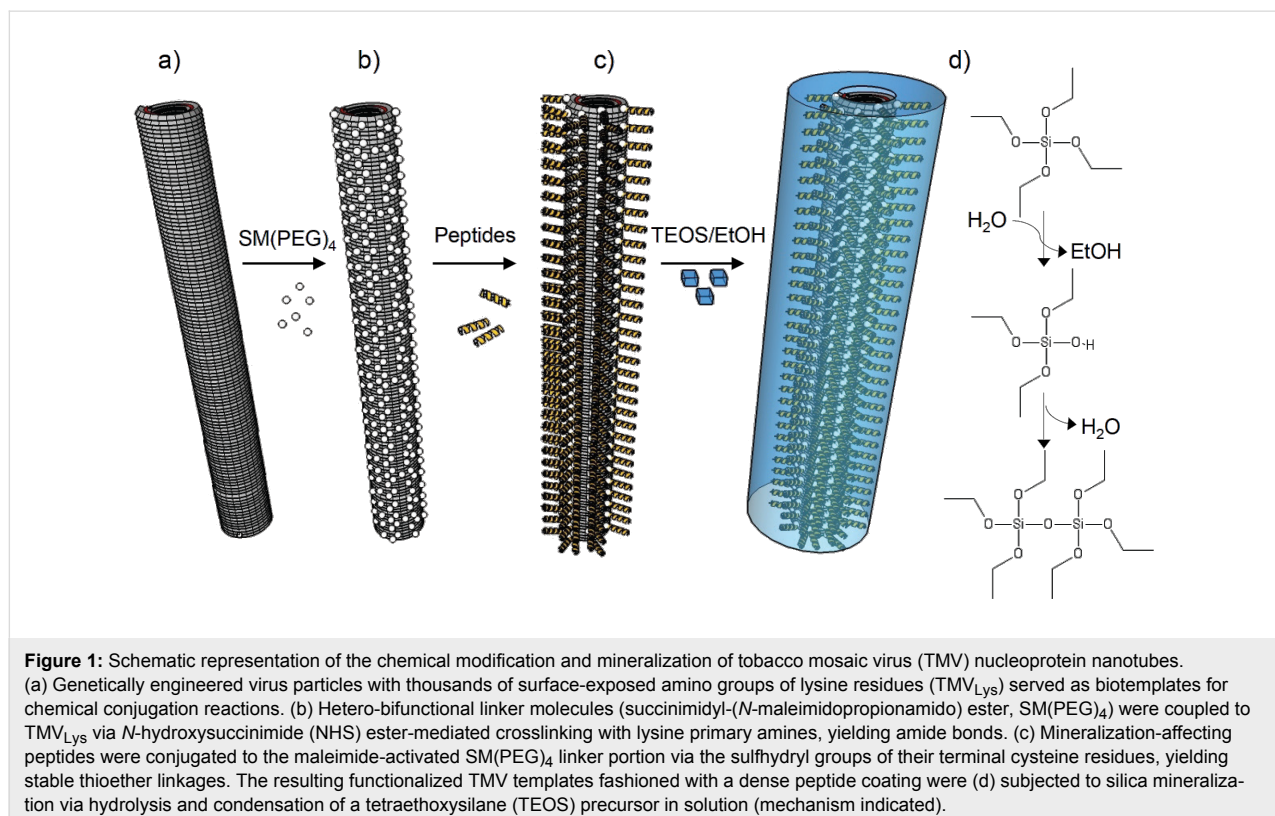 a)
b)
c)
d)
SM(PEG)4
Peptides
TEOS/EtOH
O
O Si O
O
H2O
EtOH
O
O Si O-H
O
H2O
O O
O Si O Si O
O O
Figure 1: Schematic representation of the chemical modification and mineralization of tobacco mosaic virus (TMV) nucleoprotein nanotubes.
(a) Genetically engineered virus particles with thousands of surface-exposed amino groups of lysine residues (TMVLys) served as biotemplates for
chemical conjugation reactions. (b) Hetero-bifunctional linker molecules (succinimidyl-(N-maleimidopropionamido) ester, SM(PEG)4) were coupled to
TMVLys via N-hydroxysuccinimide (NHS) ester-mediated crosslinking with lysine primary amines, yielding amide bonds. (c) Mineralization-affecting
peptides were conjugated to the maleimide-activated SM(PEG)4 linker portion via the sulfhydryl groups of their terminal cysteine residues, yielding
stable thioether linkages. The resulting functionalized TMV templates fashioned with a dense peptide coating were (d) subjected to silica mineraliza-
tion via hydrolysis and condensation of a tetraethoxysilane (TEOS) precursor in solution (mechanism indicated).